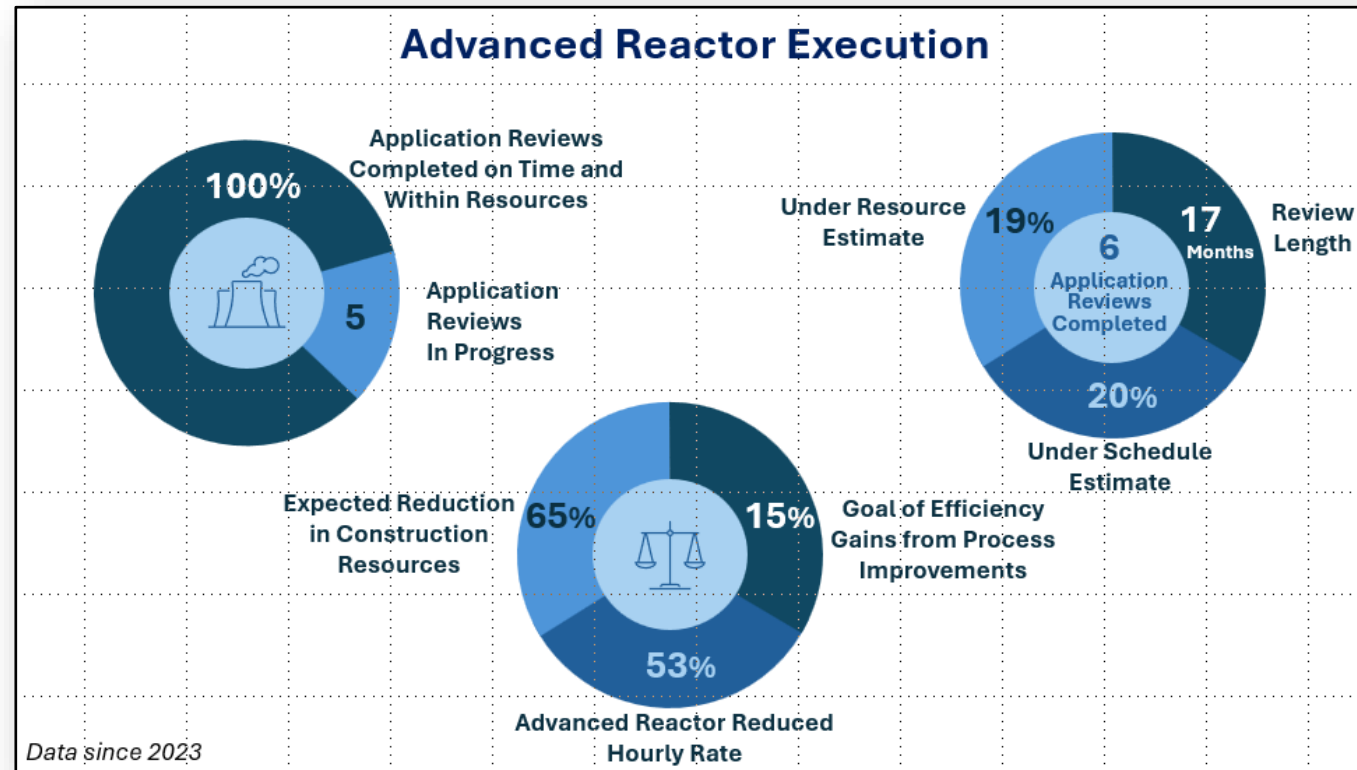 Advanced Reactor Execution
100%
Application Reviews
Completed on Time and
Within Resources
5
Application
Reviews
In Progress
Under Resource
Estimate
19%
6
Application
Reviews
Completed
17
Months
Review
Length
20%
Under Schedule
Estimate
Expected Reduction
in Construction
Resources
65%
15%
Goal of Efficiency
Gains from Process
Improvements
53%
Advanced Reactor Reduced
Hourly Rate
Data since 2023